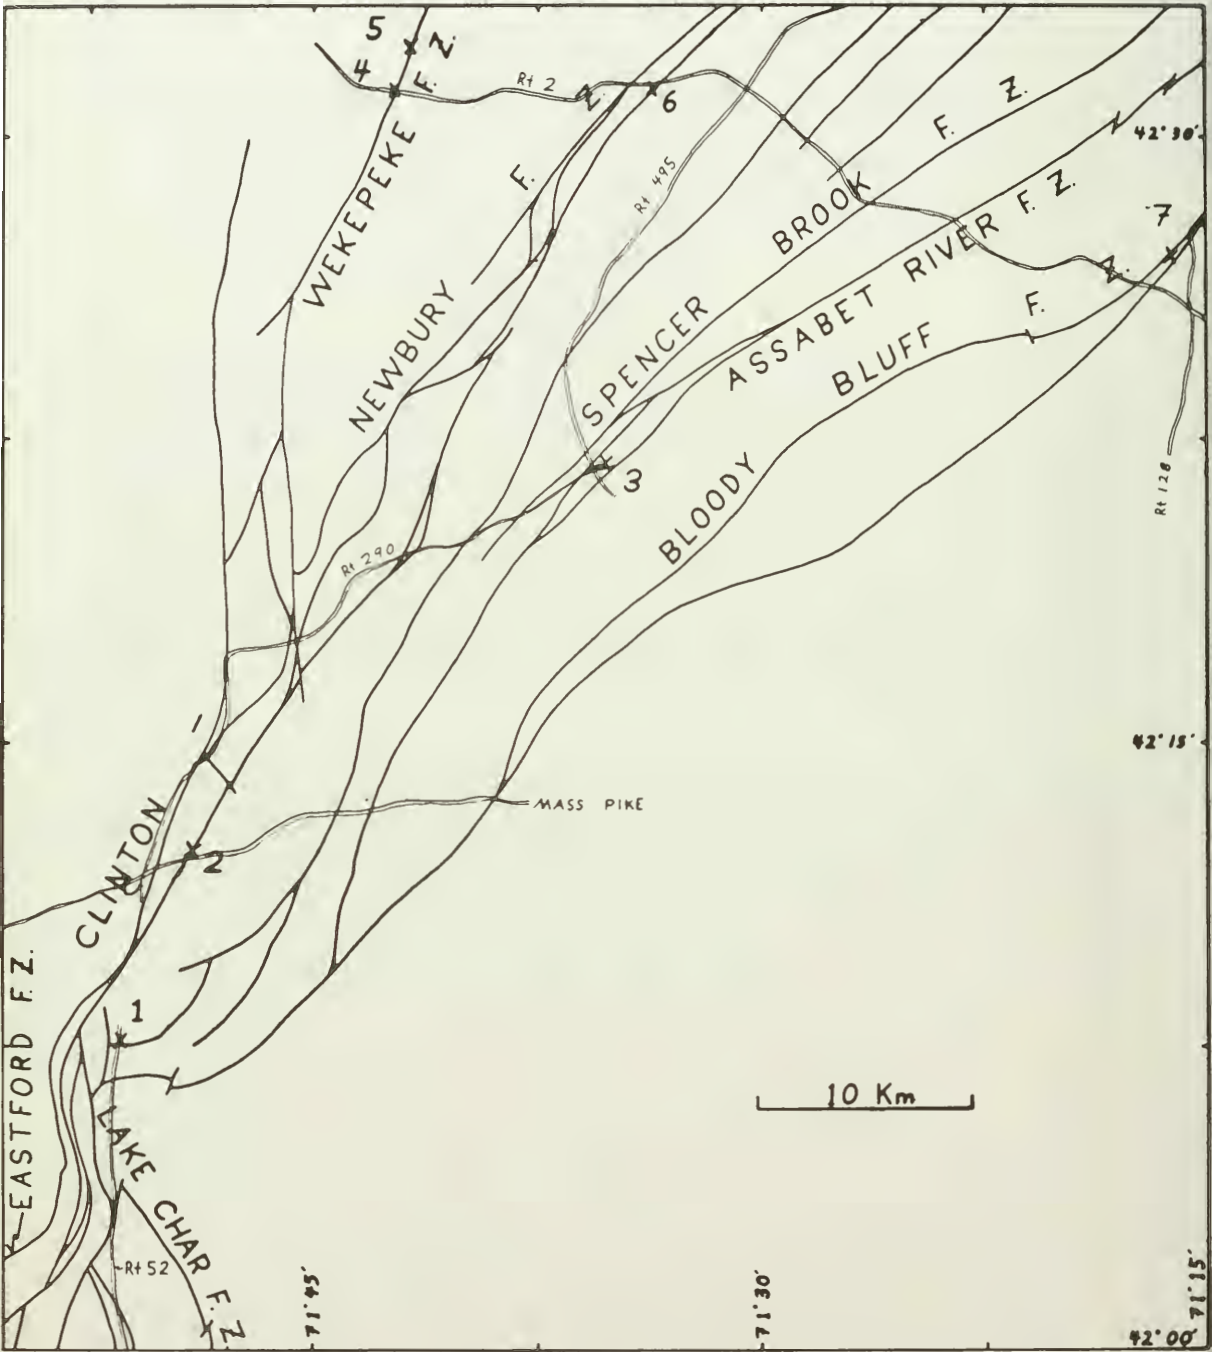 5
4
Rt 2
6
WEKEPEKE F. Z.
42° 30'
Rt 495
7
CLINTON - NEWBURY F. Z.
SPENCER BROOK F. Z.
ASSABET RIVER F. Z.
BLOODY BLUFF F. Z.
3
Rt 128
Rt 290
42° 15'
MASS PIKE
2
EASTFORD F. Z.
1
10 Km
LAKE CHAR F. Z
Rt 52
71° 45'
71° 30'
71° 15'
42° 00'